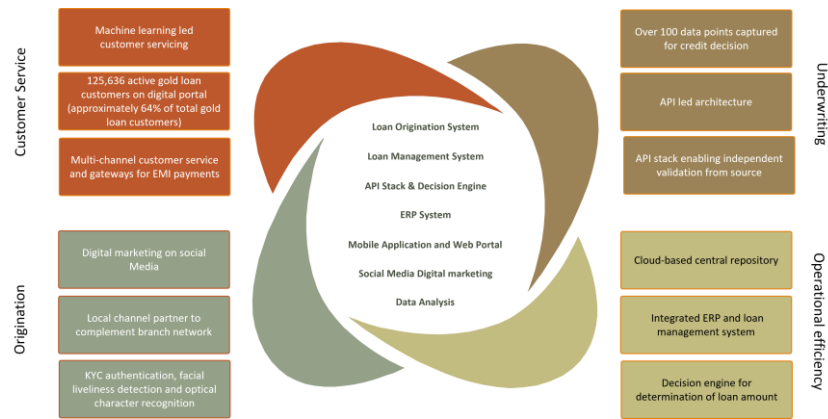 Customer Service
Machine learning led
customer servicing
125,636 active gold loan
customers on digital portal
(approximately 64% of total gold
loan customers)
Multi-channel customer service
and gateways for EMI payments
Origination
Digital marketing on social
Media
Local channel partner to
complement branch network
KYC authentication, facial
liveliness detection and optical
character recognition
Loan Origination System
Loan Management System
API Stack & Decision Engine
ERP System
Mobile Application and Web Portal
Social Media Digital marketing
Data Analysis
Over 100 data points captured
for credit decision
API led architecture
API stack enabling independent
validation from source
Underwriting
Cloud-based central repository
Integrated ERP and loan
management system
Decision engine for
determination of loan amount
Operational efficiency